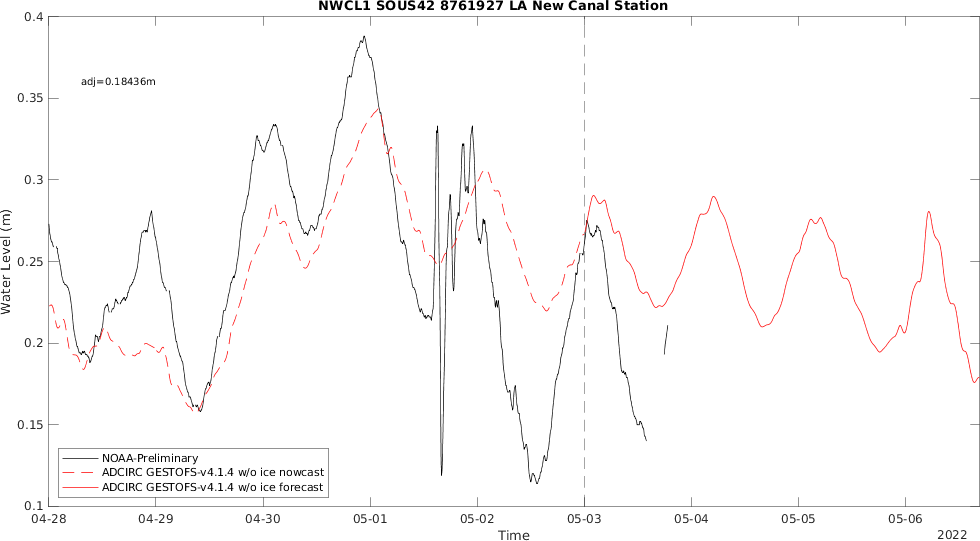 NWCL1 SOUS42 8761927 LA New Canal Station
0.4
adj=0.18436m
0.35
0.3
0.25
0.2
0.15
0.1
Water Level (m)
NOAA-Preliminary
ADCIRC GESTOFS-v4.1.4 w/o ice nowcast
ADCIRC GESTOFS-v4.1.4 w/o ice forecast
04-28 04-29 04-30 05-01 05-02 05-03 05-04 05-05 05-06
Time
2022